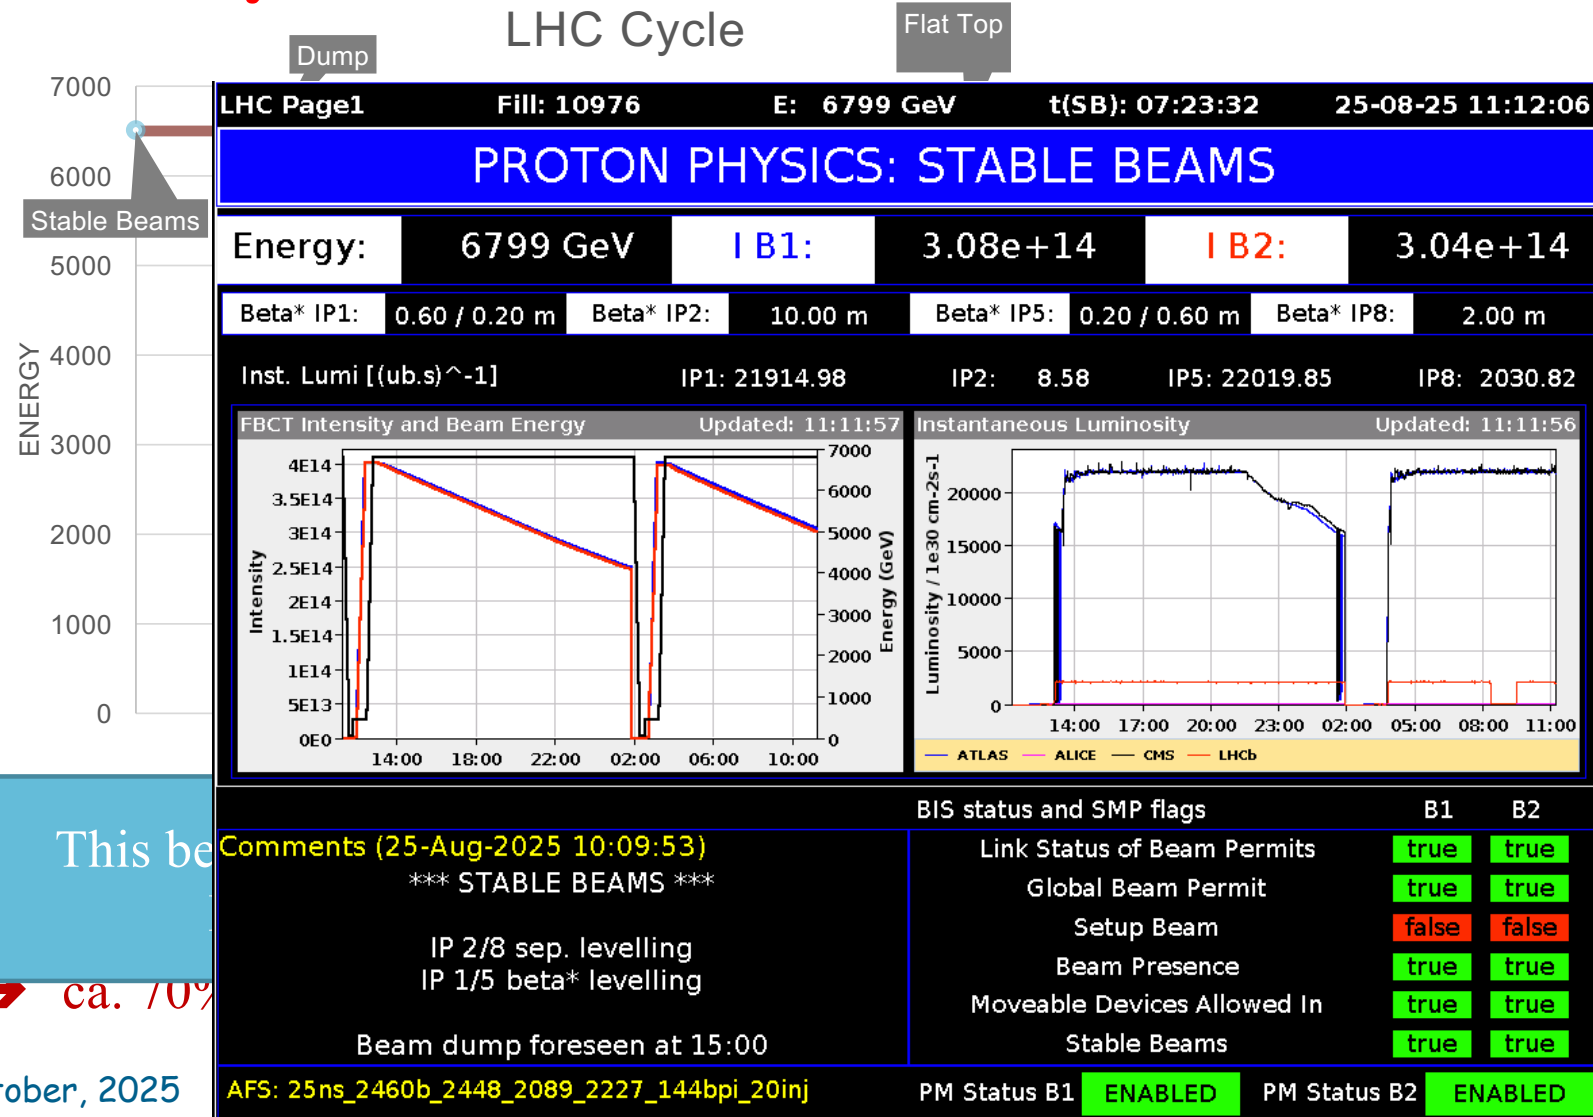 LHC Cycle
Flat Top
Dump
7000
6000
Stable Beams
5000
4000
ENERGY
3000
2000
1000
0
LHC Page1 Fill: 10976 E: 6799 GeV t(SB): 07:23:32 25-08-25 11:12:06
PROTON PHYSICS: STABLE BEAMS
Energy: 6799 GeV I B1: 3.08e+14 I B2: 3.04e+14
Beta* IP1: 0.60 / 0.20 m Beta* IP2: 10.00 m Beta* IP5: 0.20 / 0.60 m Beta* IP8: 2.00 m
Inst. Lumi [(ub.s)^-1] IP1: 21914.98 IP2: 8.58 IP5: 22019.85 IP8: 2030.82
FBCT Intensity and Beam Energy Updated: 11:11:57
4E14
3.5E14
3E14
2.5E14
2E14
1.5E14
1E14
5E13
0E0
Intensity
7000
6000
5000
4000
3000
2000
1000
0
Energy (GeV)
14:00 18:00 22:00 02:00 06:00 10:00
Instantaneous Luminosity Updated: 11:11:56
20000
15000
10000
5000
0
Luminosity / 1e30 cm-2s-1
14:00 17:00 20:00 23:00 02:00 05:00 08:00 11:00
ATLAS ALICE CMS LHCb
BIS status and SMP flags B1 B2
Link Status of Beam Permits true true
Global Beam Permit true true
Setup Beam false false
Beam Presence true true
Moveable Devices Allowed In true true
Stable Beams true true
Comments (25-Aug-2025 10:09:53)
*** STABLE BEAMS ***
IP 2/8 sep. levelling
IP 1/5 beta* levelling
Beam dump foreseen at 15:00
AFS: 25ns_2460b_2448_2089_2227_144bpi_20inj
PM Status B1 ENABLED PM Status B2 ENABLED
This be
ca. 70%
tober, 2025